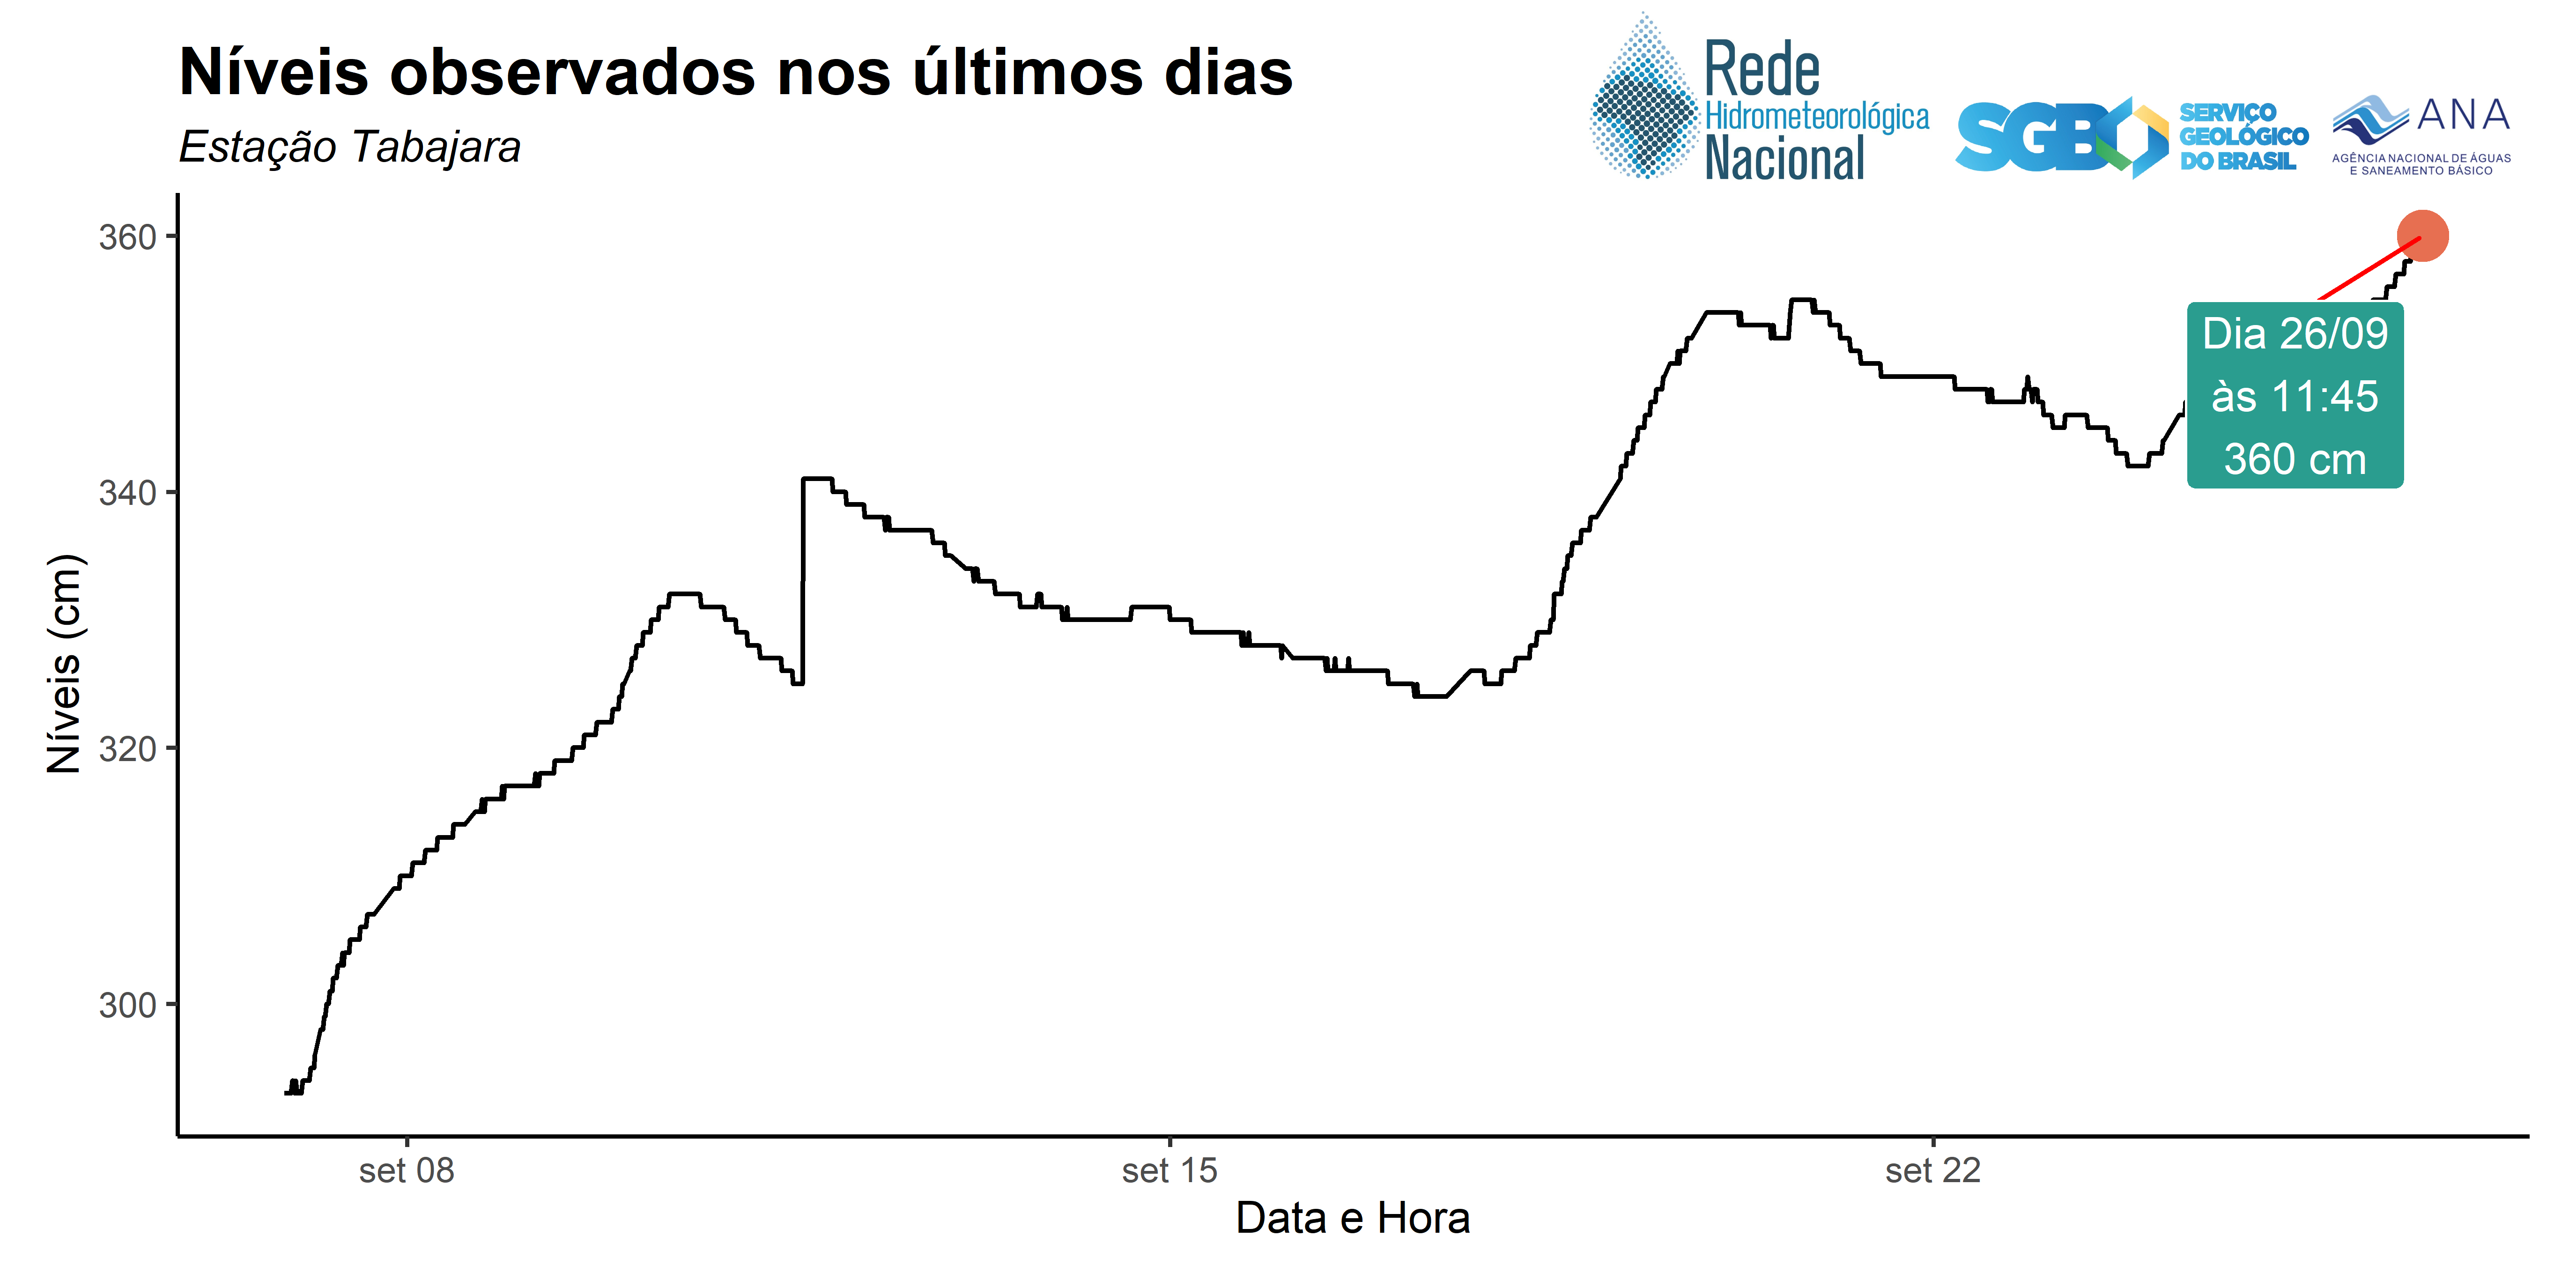 Níveis observados nos últimos dias
Estação Tabajara
Rede
Hidrometeorológica
Nacional
SGB
SERVIÇO
GEOLÓGICO
DO BRASIL
ANA
AGÊNCIA NACIONAL DE ÁGUAS
E SANEAMENTO BÁSICO
Níveis (cm)
360
340
320
300
Dia 26/09
às 11:45
360 cm
set 08
set 15
set 22
Data e Hora